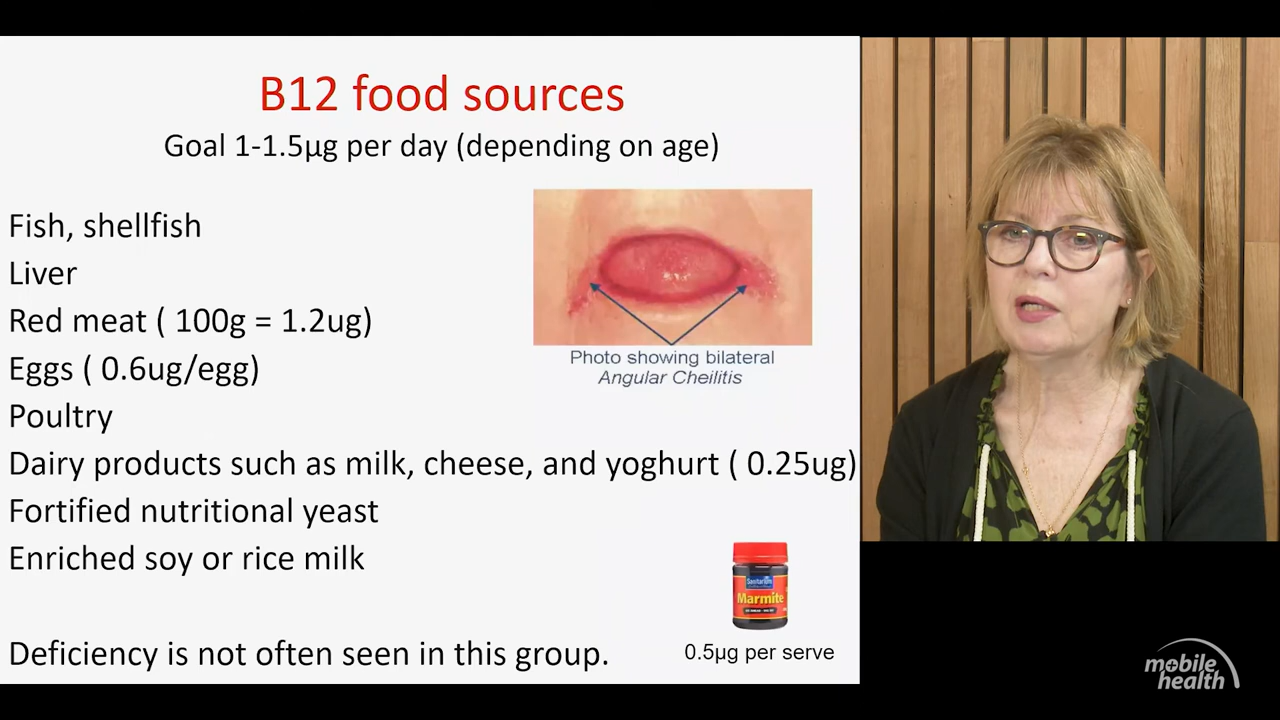 B12 food sources
Goal 1-1.5µg per day (depending on age)
Fish, shellfish
Liver
Red meat ( 100g = 1.2ug)
Eggs ( 0.6ug/egg)
Poultry
Dairy products such as milk, cheese, and yoghurt ( 0.25ug)
Fortified nutritional yeast
Enriched soy or rice milk
Deficiency is not often seen in this group.
Photo showing bilateral
Angular Cheilitis
Sanitarium
Marmite
0.5µg per serve
mobile
health